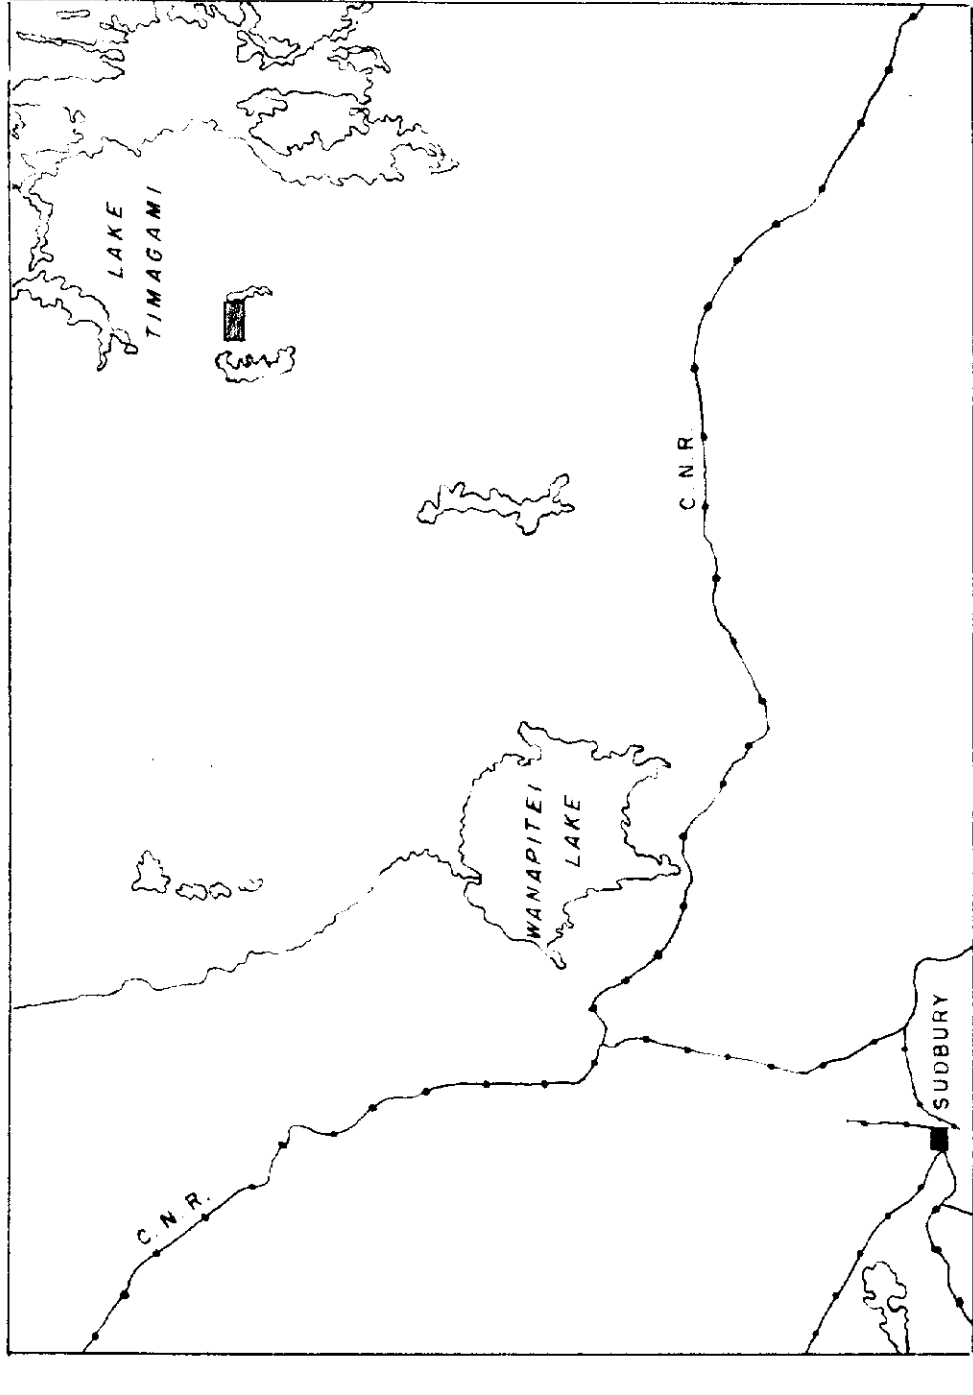 LAKE
TIMAGAMI
C. N. R.
WANAPITEI
LAKE
C. N. R.
SUDBURY